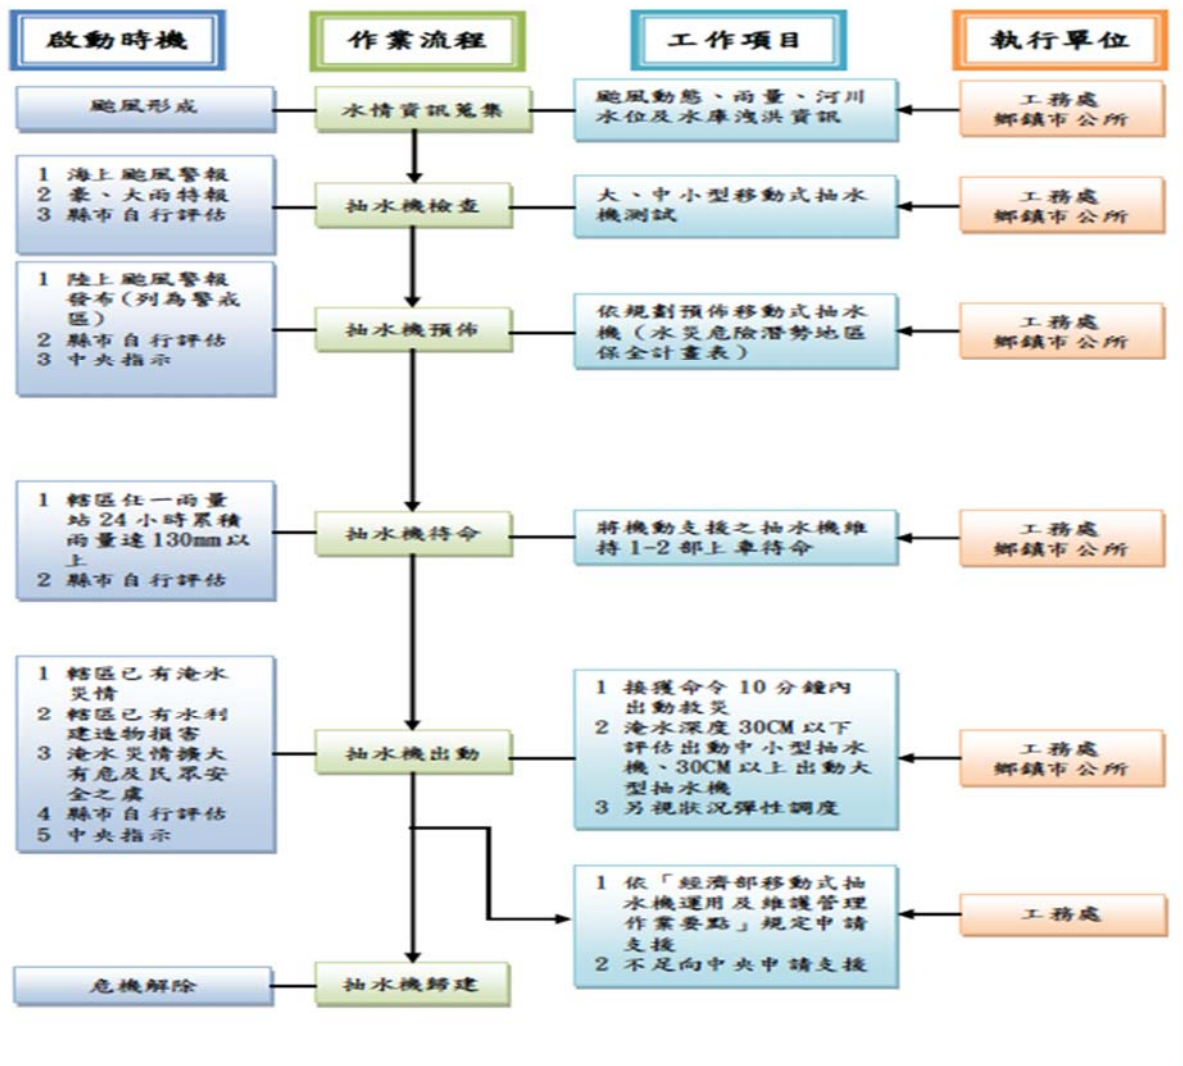 啟動時機
作業流程
工作項目
執行單位
颱風形成
水情資訊蒐集
颱風動態、雨量、河川
水位及水庫洩洪資訊
工務處
鄉鎮市公所
1 海上颱風警報
2 豪、大雨特報
3 縣市自行評估
抽水機檢查
大、中小型移動式抽水
機測試
工務處
鄉鎮市公所
1 陸上颱風警報
發布(列為警戒
區)
2 縣市自行評估
3 中央指示
抽水機預佈
依規劃預佈移動式抽水
機(水災危險潛勢地區
保全計畫表)
工務處
鄉鎮市公所
1 轄區任一雨量
站24小時累積
雨量達130mm以
上
2 縣市自行評估
抽水機待命
將機動支援之抽水機維
持1-2部上車待命
工務處
鄉鎮市公所
1 轄區已有淹水
災情
2 轄區已有水利
建造物損害
3 淹水災情擴大
有危及民眾安
全之虞
4 縣市自行評估
5 中央指示
抽水機出動
1 接獲命令10分鐘內
出動救災
2 淹水深度30CM以下
評估出動中小型抽水
機、30CM以上出動大
型抽水機
3 另視狀況彈性調度
工務處
鄉鎮市公所
1 依「經濟部移動式抽
水機運用及維護管理
作業要點」規定申請
支援
2 不足向中央申請支援
工務處
危機解除
抽水機歸建